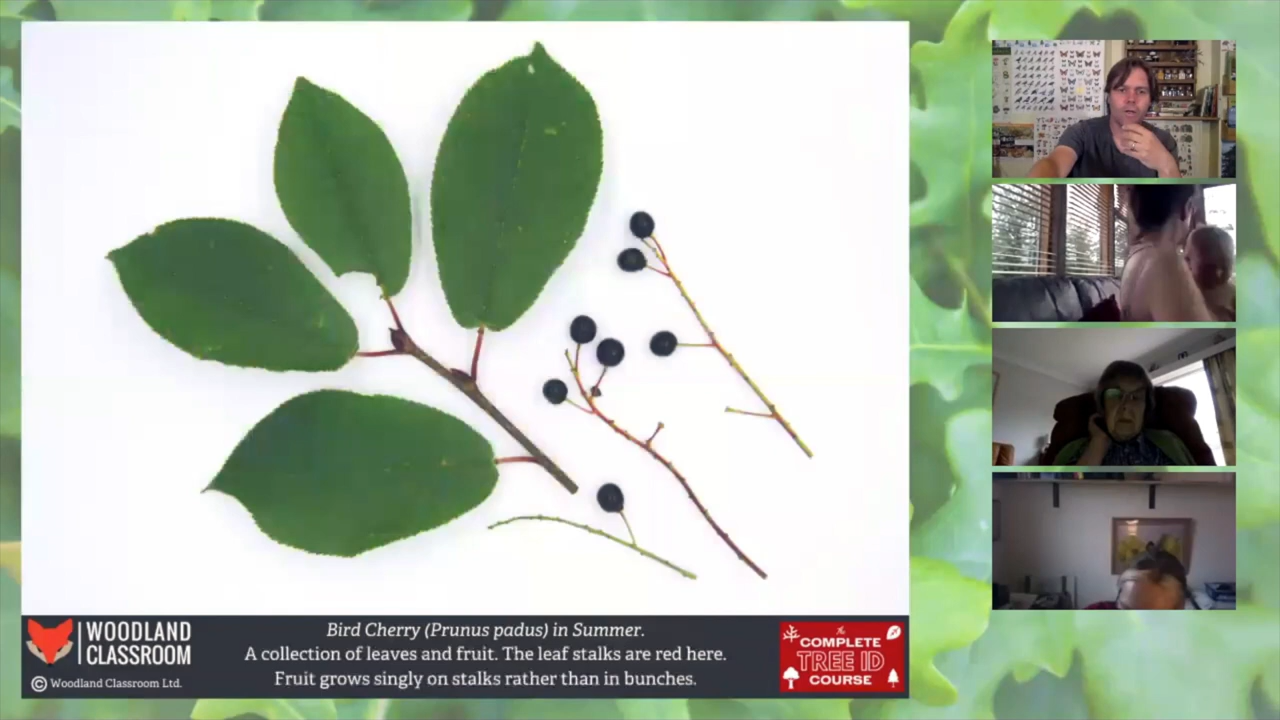 Bird Cherry (Prunus padus) in Summer.
A collection of leaves and fruit. The leaf stalks are red here.
Fruit grows singly on stalks rather than in bunches.
WOODLAND
CLASSROOM
© Woodland Classroom Ltd.
The
COMPLETE
TREE ID
COURSE